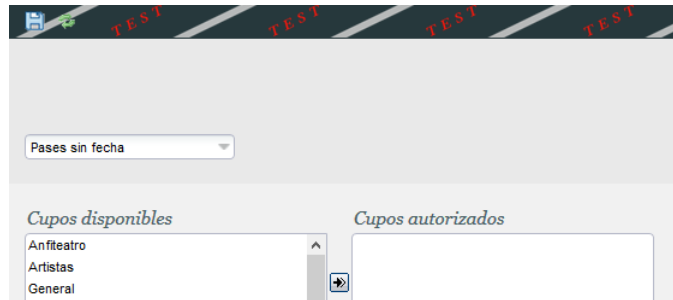 TEST TEST TEST TEST
Pases sin fecha
Cupos disponibles Cupos autorizados
Anfiteatro
Artistas
General